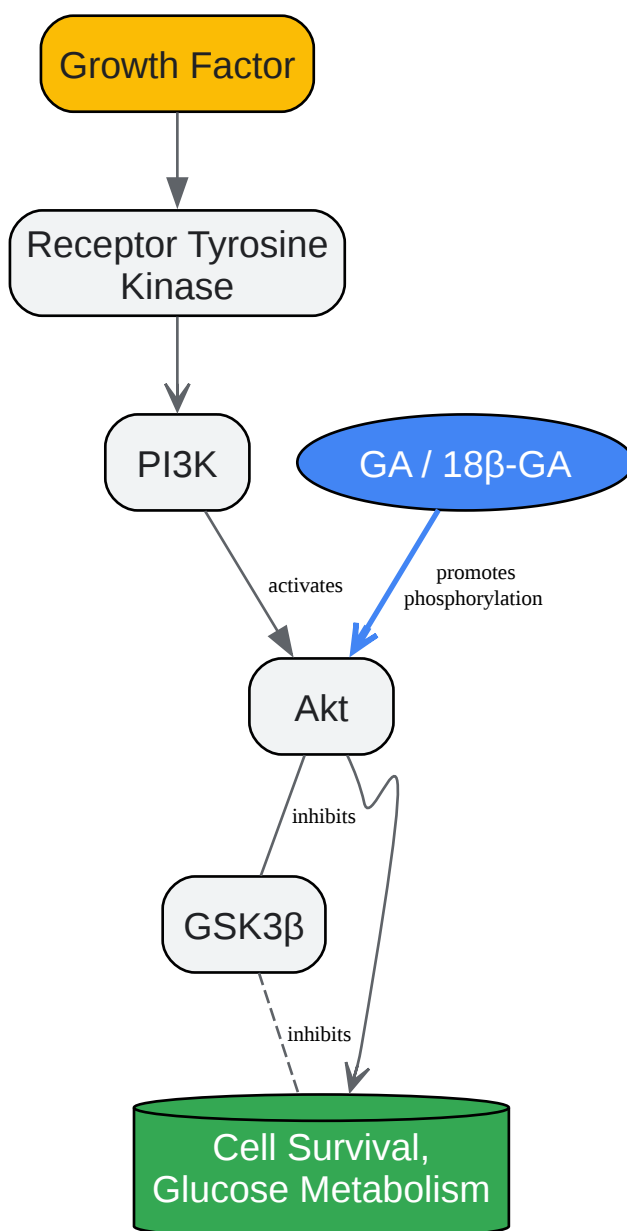 Growth Factor
Receptor Tyrosine
Kinase
PI3K
GA / 18β-GA
activates
promotes
phosphorylation
Akt
inhibits
GSK3β
inhibits
Cell Survival,
Glucose Metabolism